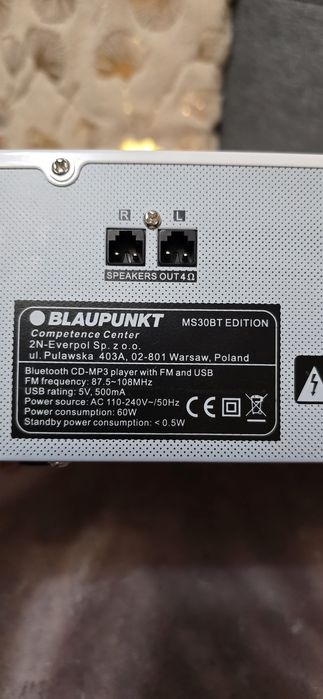 R L
SPEAKERS OUT 4 Ω
BLAUPUNKT MS30BT EDITION
Competence Center
2N-Everpol Sp. z o.o.
ul. Pulawska 403A, 02-801 Warsaw, Poland
Bluetooth CD-MP3 player with FM and USB
FM frequency: 87.5~108MHz
USB rating: 5V, 500mA
Power source: AC 110-240V~/50Hz
Power consumption: 60W
Standby power consumption: < 0.5W
CE